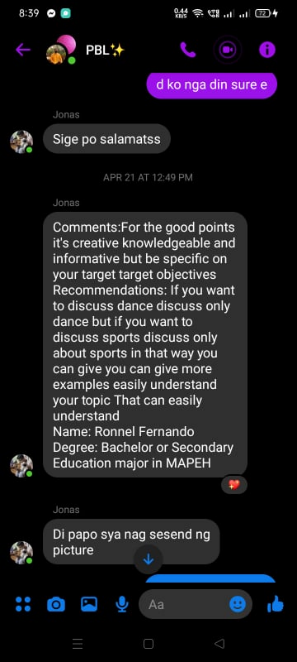 8:39
0.44 KB/S
72
PBL✨
d ko nga din sure e
Jonas
Sige po salamatss
APR 21 AT 12:49 PM
Jonas
Comments:For the good points
it's creative knowledgeable and
informative but be specific on
your target target objectives
Recommendations: If you want
to discuss dance discuss only
dance but if you want to
discuss sports discuss only
about sports in that way you
can give you can give more
examples easily understand
your topic That can easily
understand
Name: Ronnel Fernando
Degree: Bachelor or Secondary
Education major in MAPEH
Jonas
Di papo sya nag sesend ng
picture
Aa